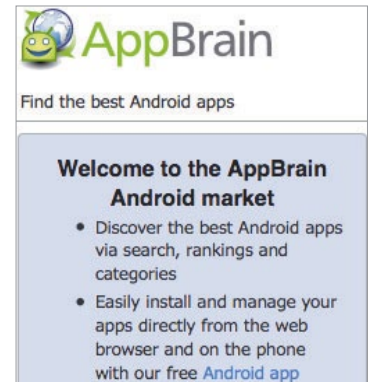 AppBrain
Find the best Android apps
Welcome to the AppBrain
Android market
• Discover the best Android apps
via search, rankings and
categories
• Easily install and manage your
apps directly from the web
browser and on the phone
with our free Android app